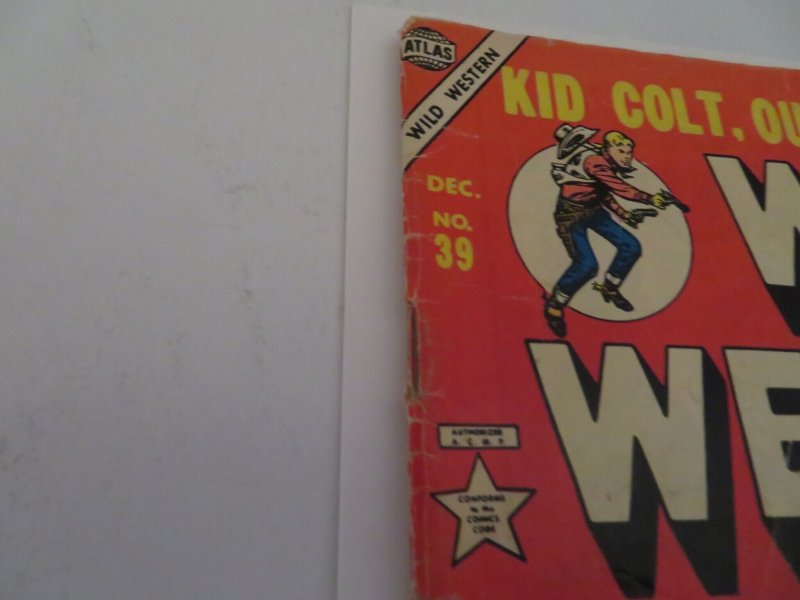 ATLAS
WILD WESTERN
KID COLT, OU
DEC.
NO.
39
W
WE
AUTHORIZED
A. C. M. P.
CONFORMS
to the
COMICS
CODE